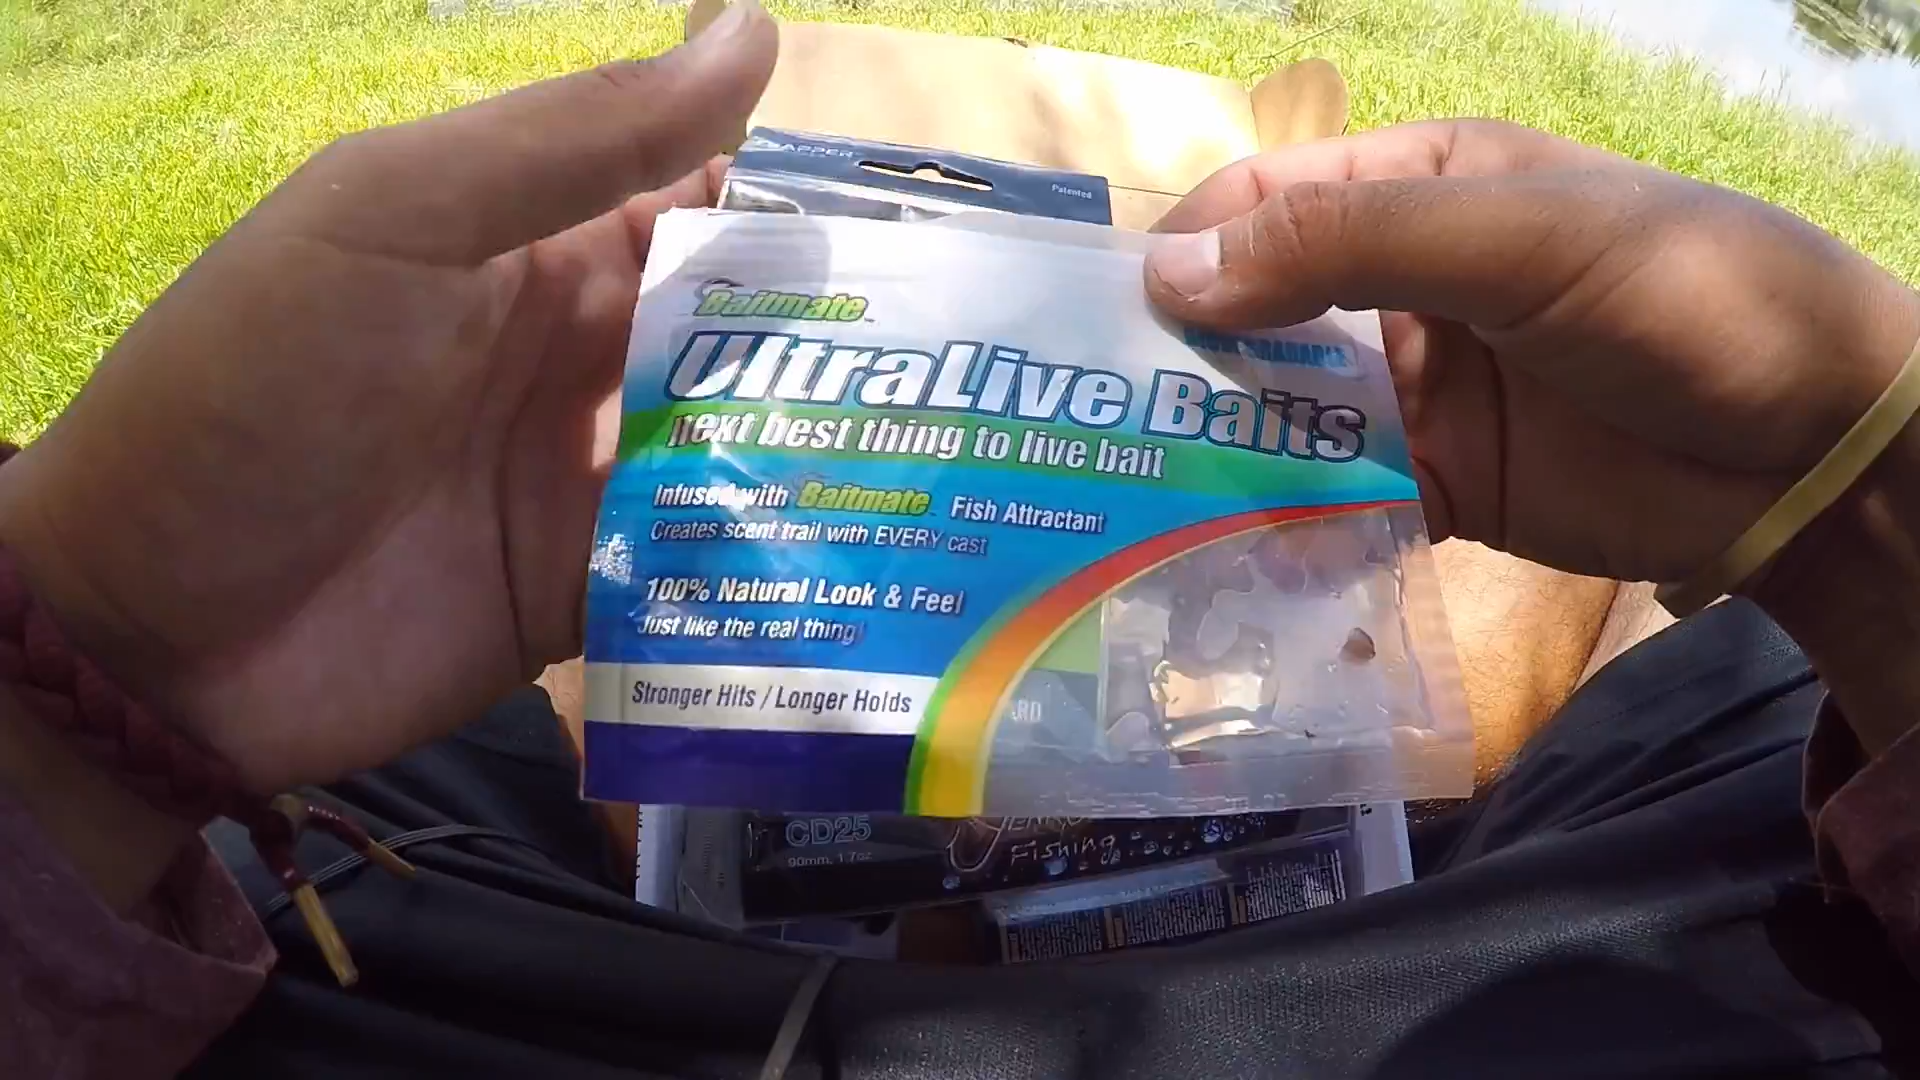 Patented
Baitmate
UltraLive Baits
next best thing to live bait
Infused with Baitmate Fish Attractant
Creates scent trail with EVERY cast
100% Natural Look & Feel
Just like the real thing!
Stronger Hits / Longer Holds
CD25
90mm, 1.7oz
Fishing